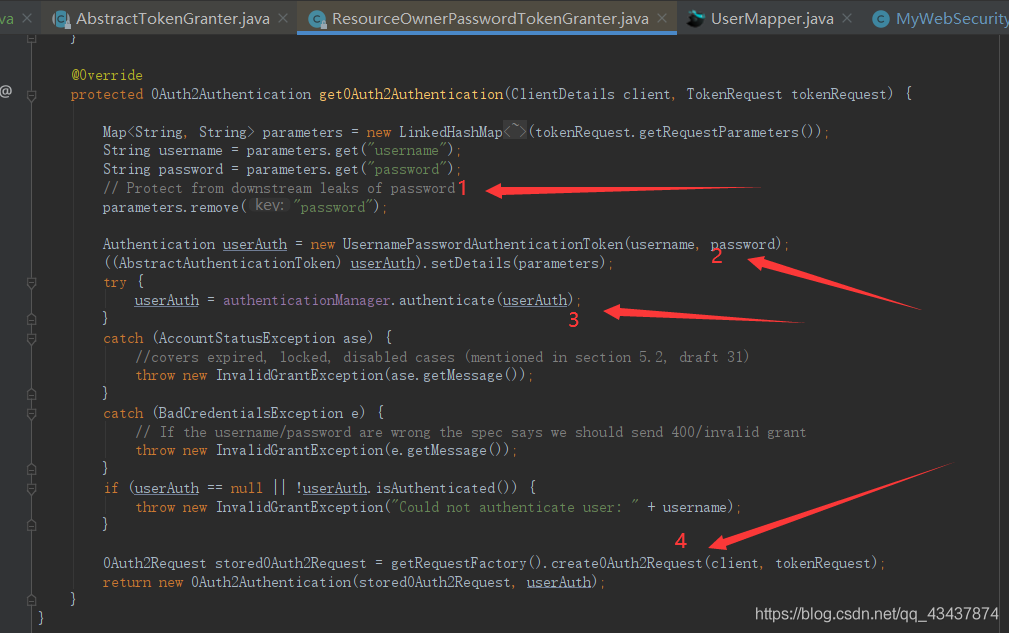 va
AbstractTokenGranter.java
ResourceOwnerPasswordTokenGranter.java
UserMapper.java
MyWebSecurity
}
@Override
@
protected OAuth2Authentication getOAuth2Authentication(ClientDetails client, TokenRequest tokenRequest) {
Map<String, String> parameters = new LinkedHashMap<~>(tokenRequest.getRequestParameters());
String username = parameters.get("username");
String password = parameters.get("password");
// Protect from downstream leaks of password
1
parameters.remove( key: "password");
Authentication userAuth = new UsernamePasswordAuthenticationToken(username, password);
2
((AbstractAuthenticationToken) userAuth).setDetails(parameters);
try {
userAuth = authenticationManager.authenticate(userAuth);
}
3
catch (AccountStatusException ase) {
//covers expired, locked, disabled cases (mentioned in section 5.2, draft 31)
throw new InvalidGrantException(ase.getMessage());
}
catch (BadCredentialsException e) {
// If the username/password are wrong the spec says we should send 400/invalid grant
throw new InvalidGrantException(e.getMessage());
}
if (userAuth == null || !userAuth.isAuthenticated()) {
throw new InvalidGrantException("Could not authenticate user: " + username);
}
4
OAuth2Request storedOAuth2Request = getRequestFactory().createOAuth2Request(client, tokenRequest);
return new OAuth2Authentication(storedOAuth2Request, userAuth);
}
}
https://blog.csdn.net/qq_43437874